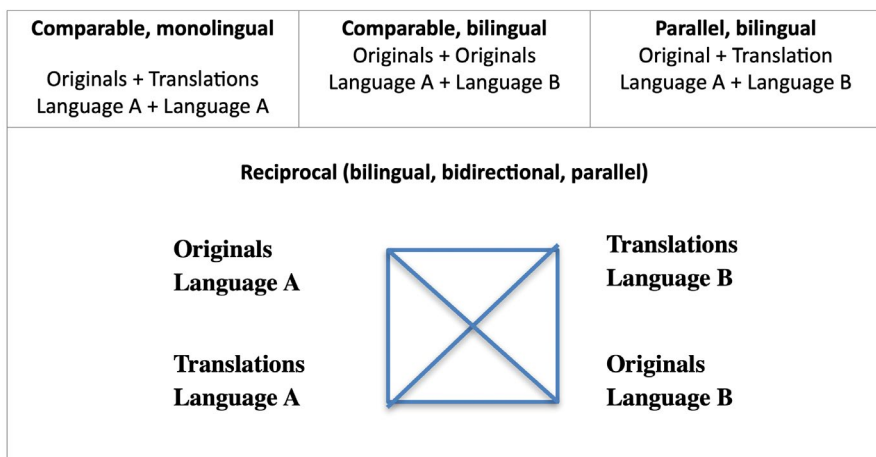 Comparable, monolingual
Originals + Translations
Language A + Language A
Comparable, bilingual
Originals + Originals
Language A + Language B
Parallel, bilingual
Original + Translation
Language A + Language B
Reciprocal (bilingual, bidirectional, parallel)
Originals
Language A
Translations
Language B
Translations
Language A
Originals
Language B